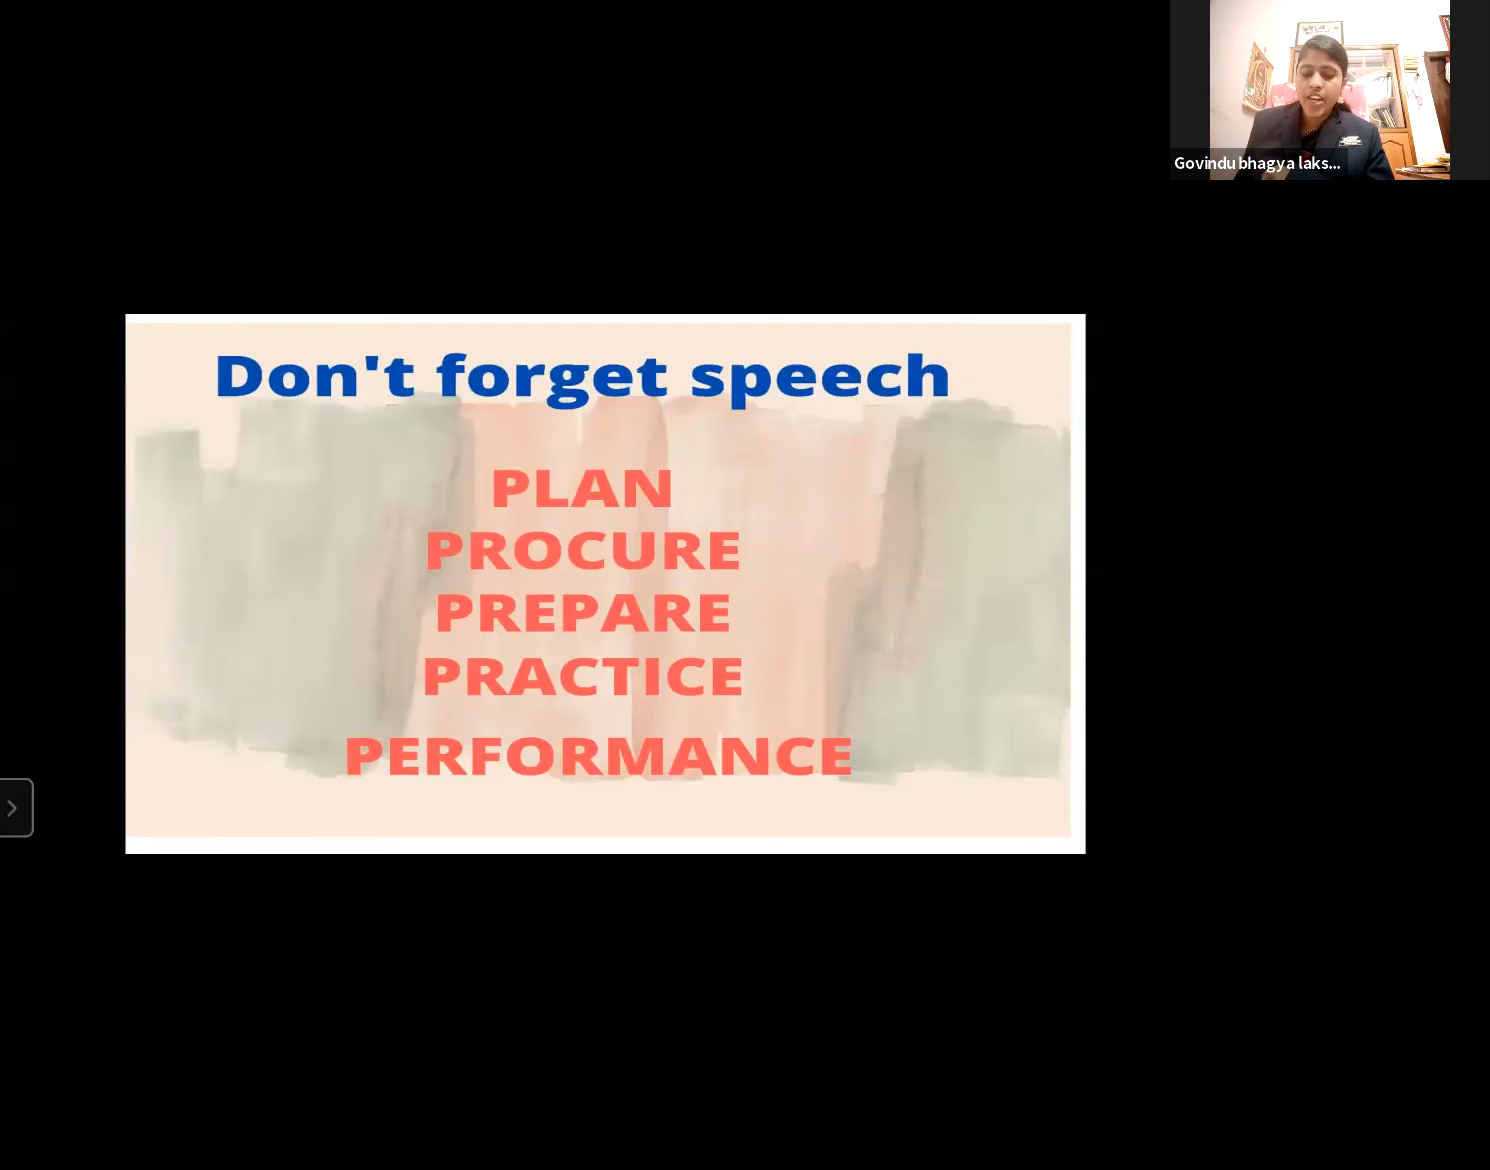 Govindu bhagya laks...
Don't forget speech
PLAN
PROCURE
PREPARE
PRACTICE
PERFORMANCE